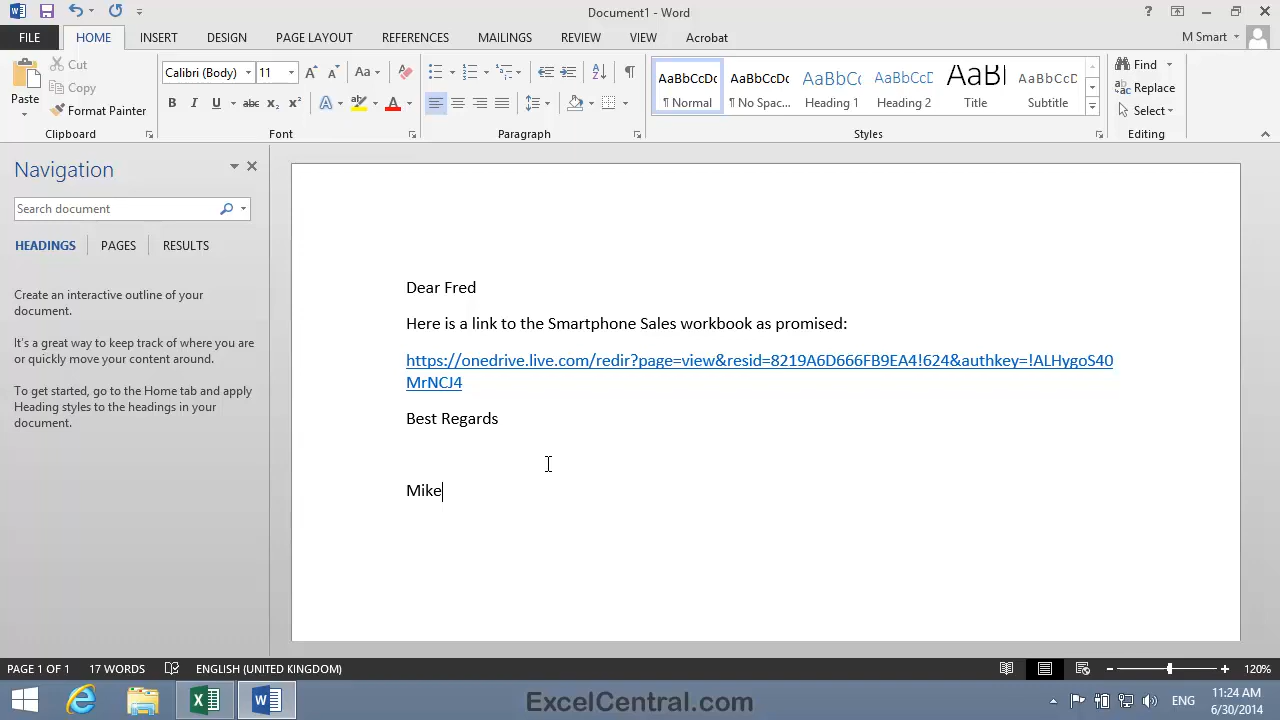 Document1 - Word
?
FILE HOME INSERT DESIGN PAGE LAYOUT REFERENCES MAILINGS REVIEW VIEW Acrobat M Smart
Paste
Cut
Copy
Format Painter
Clipboard
Calibri (Body) 11
Font
Paragraph
AaBbCcDc AaBbCcDc AaBbCc AaBbCcD AaBl AaBbCcD
¶ Normal ¶ No Spac... Heading 1 Heading 2 Title Subtitle
Styles
Find
Replace
Select
Editing
Navigation
Search document
HEADINGS PAGES RESULTS
Create an interactive outline of your
document.
It's a great way to keep track of where you are
or quickly move your content around.
To get started, go to the Home tab and apply
Heading styles to the headings in your
document.
Dear Fred
Here is a link to the Smartphone Sales workbook as promised:
https://onedrive.live.com/redir?page=view&resid=8219A6D666FB9EA4!624&authkey=!ALHygoS40
MrNCJ4
Best Regards
Mike
PAGE 1 OF 1 17 WORDS ENGLISH (UNITED KINGDOM) 120%
ExcelCentral.com
ENG
11:24 AM
6/30/2014